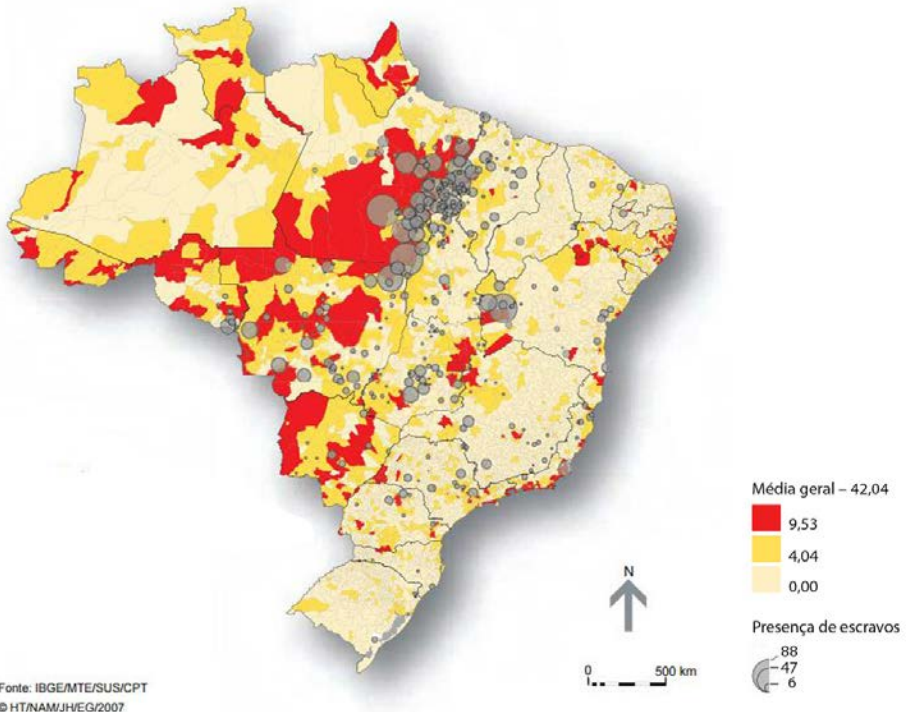 Média geral – 42,04
9,53
4,04
0,00
Presença de escravos
88
47
6
N
0 500 km
Fonte: IBGE/MTE/SUS/CPT
© HT/NAM/JH/EG/2007